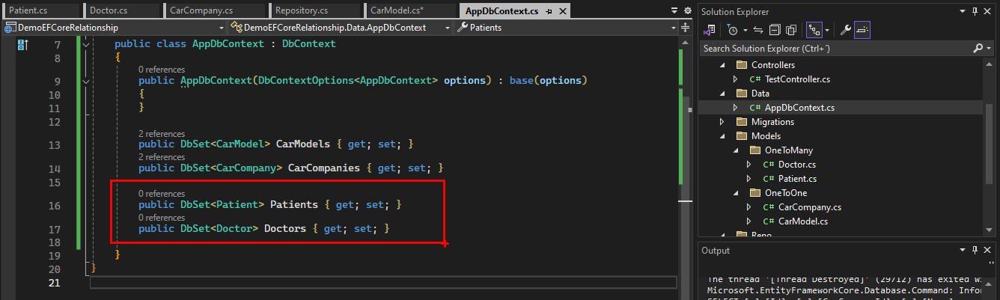 Patient.cs Doctor.cs CarCompany.cs Repository.cs CarModel.cs* AppDbContext.cs
DemoEFCoreRelationship DemoEFCoreRelationship.Data.AppDbContext Patients
7 public class AppDbContext : DbContext
8 {
0 references
9 public AppDbContext(DbContextOptions<AppDbContext> options) : base(options)
10 {
11 }
12
2 references
13 public DbSet<CarModel> CarModels { get; set; }
2 references
14 public DbSet<CarCompany> CarCompanies { get; set; }
15
0 references
16 public DbSet<Patient> Patients { get; set; }
0 references
17 public DbSet<Doctor> Doctors { get; set; }
18
19 }
20 }
21
Solution Explorer
Search Solution Explorer (Ctrl+´)
Controllers
C# TestController.cs
Data
C# AppDbContext.cs
Migrations
Models
OneToMany
C# Doctor.cs
C# Patient.cs
OneToOne
C# CarCompany.cs
C# CarModel.cs
Repo
Output
The thread '[Thread Destroyed]' (29712) has exited
Microsoft.EntityFrameworkCore.Database.Command: Infor